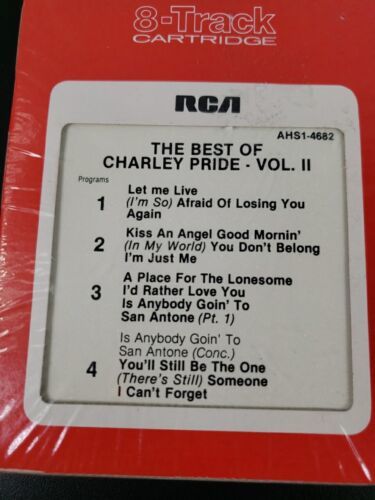 8-Track
CARTRIDGE
RCA
AHS1-4682
THE BEST OF
CHARLEY PRIDE - VOL. II
Programs
1
Let me Live
(I'm So) Afraid Of Losing You
Again
2
Kiss An Angel Good Mornin'
(In My World) You Don't Belong
I'm Just Me
3
A Place For The Lonesome
I'd Rather Love You
Is Anybody Goin' To
San Antone (Pt. 1)
Is Anybody Goin' To
San Antone (Conc.)
4
You'll Still Be The One
(There's Still) Someone
I Can't Forget